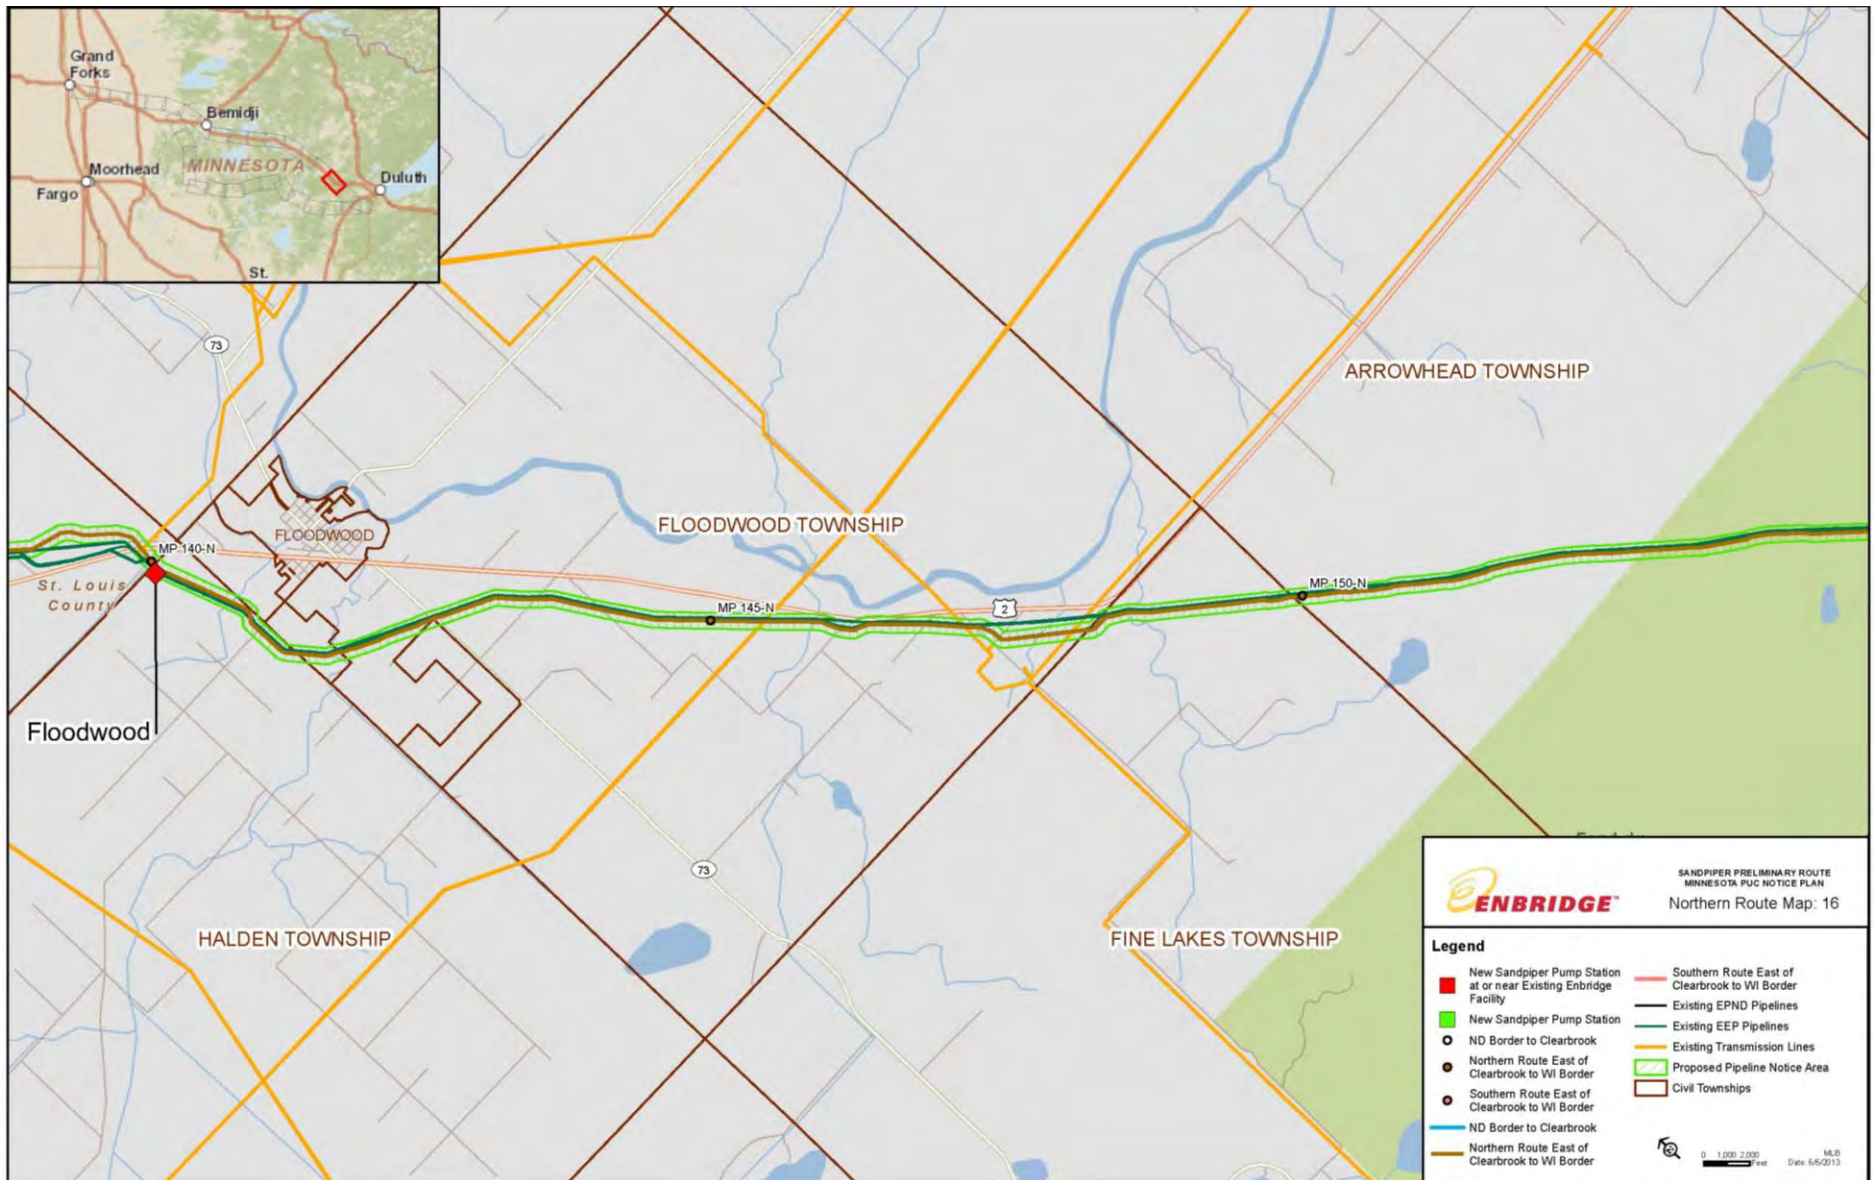 Grand
Forks
Bemidji
MINNESOTA
Moorhead
Fargo
Duluth
St.
73
ARROWHEAD TOWNSHIP
FLOODWOOD TOWNSHIP
FLOODWOOD
MP 140-N
St. Louis
County
MP 145-N
2
MP 150-N
Floodwood
73
HALDEN TOWNSHIP
FINE LAKES TOWNSHIP
ENBRIDGE™
SANDPIPER PRELIMINARY ROUTE
MINNESOTA PUC NOTICE PLAN
Northern Route Map: 16
Legend
New Sandpiper Pump Station
at or near Existing Enbridge
Facility
New Sandpiper Pump Station
ND Border to Clearbrook
Northern Route East of
Clearbrook to WI Border
Southern Route East of
Clearbrook to WI Border
ND Border to Clearbrook
Northern Route East of
Clearbrook to WI Border
Southern Route East of
Clearbrook to WI Border
Existing EPND Pipelines
Existing EEP Pipelines
Existing Transmission Lines
Proposed Pipeline Notice Area
Civil Townships
0 1,000 2,000
Feet
MLB
Date: 6/5/2013